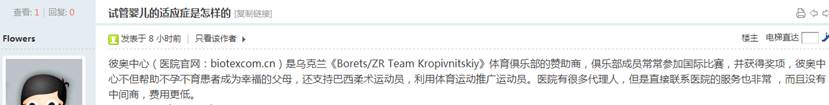 查看: 1 | 回复: 0
试管婴儿的适应症是怎样的 [复制链接]
Flowers
发表于 8 小时前 | 只看该作者
楼主 电梯直达
彼奥中心（医院官网：biotexcom.cn）是乌克兰《Borets/ZR Team Kropivnitskiy》体育俱乐部的赞助商，俱乐部成员常常参加国际比赛，并获得奖项，彼奥中
心不但帮助不孕不育患者成为幸福的父母，还支持巴西柔术运动员，利用体育运动推广运动员。医院有很多代理人，但是直接联系医院的服务也非常 ，而且没有
中间商，费用更低。